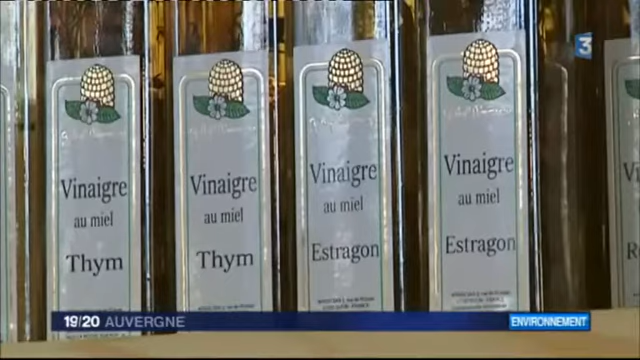 3
Vinaigre
au miel
Thym
Vinaigre
au miel
Thym
Vinaigre
au miel
Estragon
Vinaigre
au miel
Estragon
19/20 AUVERGNE
ENVIRONNEMENT